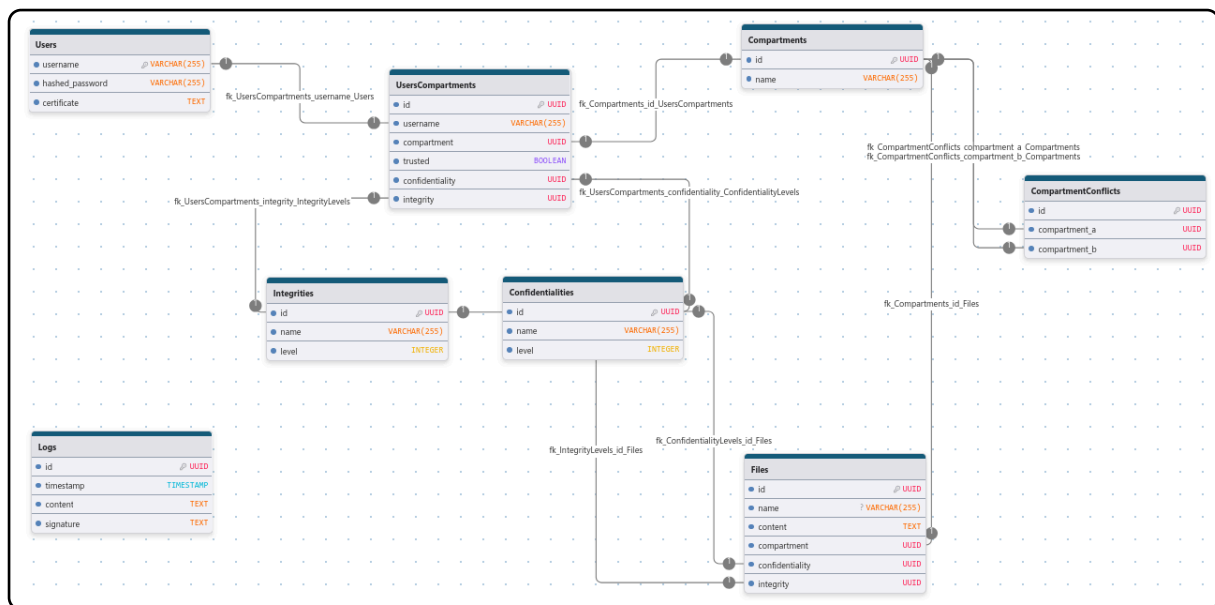 Users
username VARCHAR(255)
hashed_password VARCHAR(255)
certificate TEXT
fk_UsersCompartments_username_Users
UsersCompartments
id UUID
username VARCHAR(255)
compartment UUID
trusted BOOLEAN
confidentiality UUID
integrity UUID
fk_Compartments_id_UsersCompartments
Compartments
id UUID
name VARCHAR(255)
fk_CompartmentConflicts_compartment_a_Compartments
fk_CompartmentConflicts_compartment_b_Compartments
CompartmentConflicts
id UUID
compartment_a UUID
compartment_b UUID
fk_UsersCompartments_integrity_IntegrityLevels
fk_UsersCompartments_confidentiality_ConfidentialityLevels
Integrities
id UUID
name VARCHAR(255)
level INTEGER
Confidentialities
id UUID
name VARCHAR(255)
level INTEGER
fk_Compartments_id_Files
Logs
id UUID
timestamp TIMESTAMP
content TEXT
signature TEXT
fk_IntegrityLevels_id_Files
fk_ConfidentialityLevels_id_Files
Files
id UUID
name ? VARCHAR(255)
content TEXT
compartment UUID
confidentiality UUID
integrity UUID